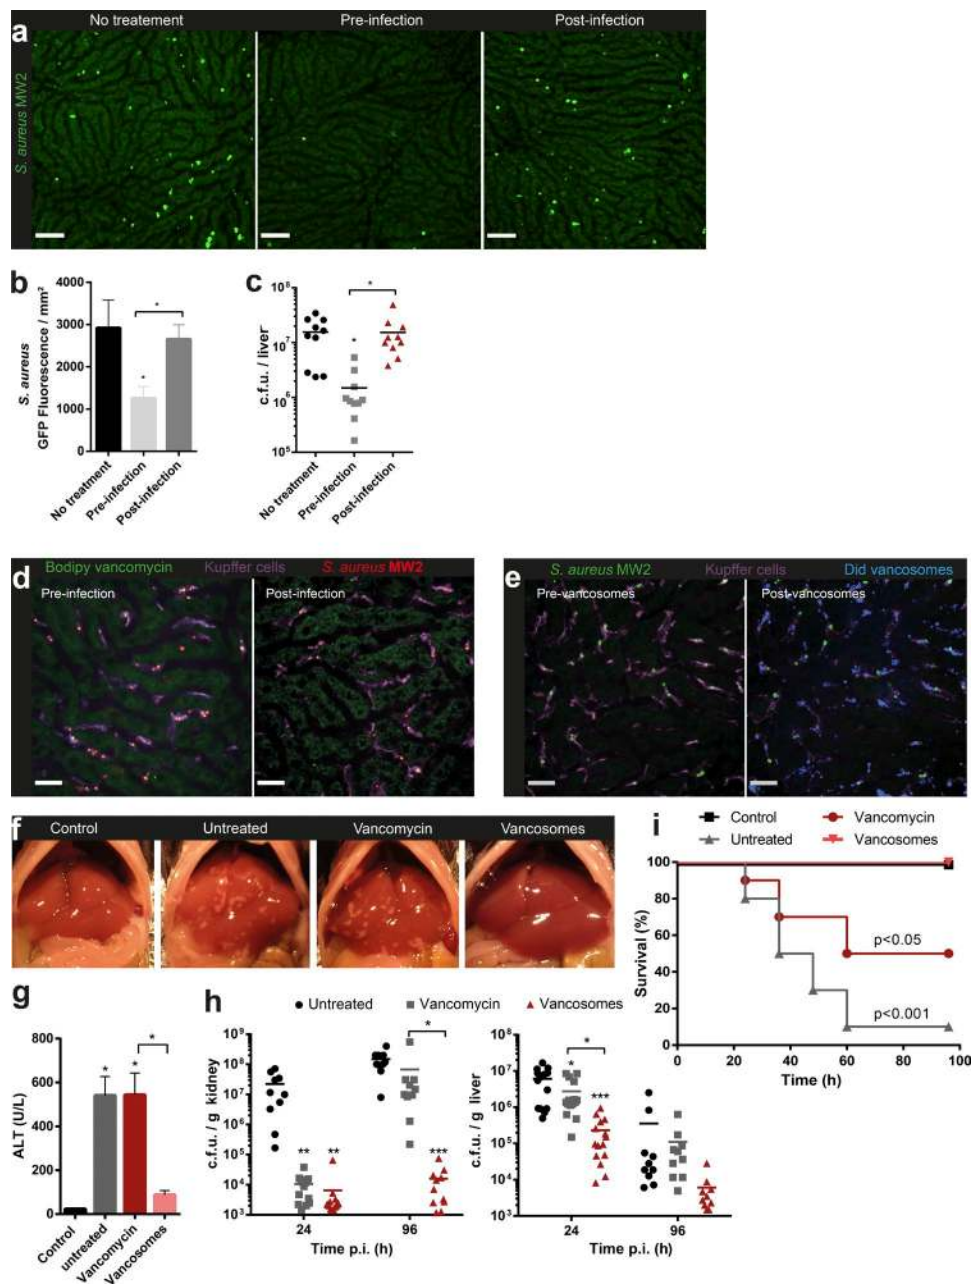 a
No treatement Pre-infection Post-infection
S. aureus MW2
b
S. aureus
GFP Fluorescence / mm²
4000
3000
2000
1000
0
*
*
No treatment
Pre-infection
Post-infection
c
c.f.u. / liver
10⁸
10⁷
10⁶
10⁵
*
*
No treatment
Pre-infection
Post-infection
d
Bodipy vancomycin Kupffer cells S. aureus MW2
Pre-infection Post-infection
e
S. aureus MW2 Kupffer cells Did vancosomes
Pre-vancosomes Post-vancosomes
f
Control Untreated Vancomycin Vancosomes
g
ALT (U/L)
800
600
400
200
0
* * *
Control
untreated
Vancomycin
Vancosomes
h
Untreated Vancomycin Vancosomes
c.f.u. / g kidney
10⁹
10⁸
10⁷
10⁶
10⁵
10⁴
10³
*
** ** ***
24 96
Time p.i. (h)
c.f.u. / g liver
10⁸
10⁷
10⁶
10⁵
10⁴
10³
*
*
***
24 96
Time p.i. (h)
i
Control Vancomycin
Untreated Vancosomes
Survival (%)
100
80
60
40
20
0
p<0.05
p<0.001
0 20 40 60 80 100
Time (h)